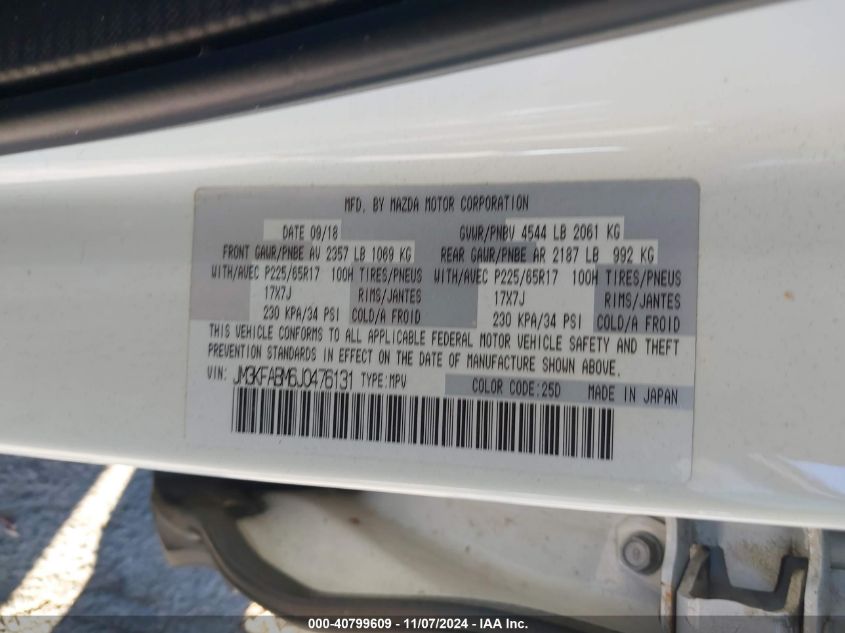 MFD. BY MAZDA MOTOR CORPORATION
DATE 09/18 GVWR/PNBV 4544 LB 2061 KG
FRONT GAWR/PNBE AV 2357 LB 1069 KG REAR GAWR/PNBE AR 2187 LB 992 KG
WITH/AVEC P225/65R17 100H TIRES/PNEUS WITH/AVEC P225/65R17 100H TIRES/PNEUS
17X7J RIMS/JANTES 17X7J RIMS/JANTES
230 KPA/34 PSI COLD/A FROID 230 KPA/34 PSI COLD/A FROID
THIS VEHICLE CONFORMS TO ALL APPLICABLE FEDERAL MOTOR VEHICLE SAFETY AND THEFT
PREVENTION STANDARDS IN EFFECT ON THE DATE OF MANUFACTURE SHOWN ABOVE.
VIN: JM3KFABM6J0476131 TYPE:MPV COLOR CODE:25D MADE IN JAPAN
000-40799609 - 11/07/2024 - IAA Inc.